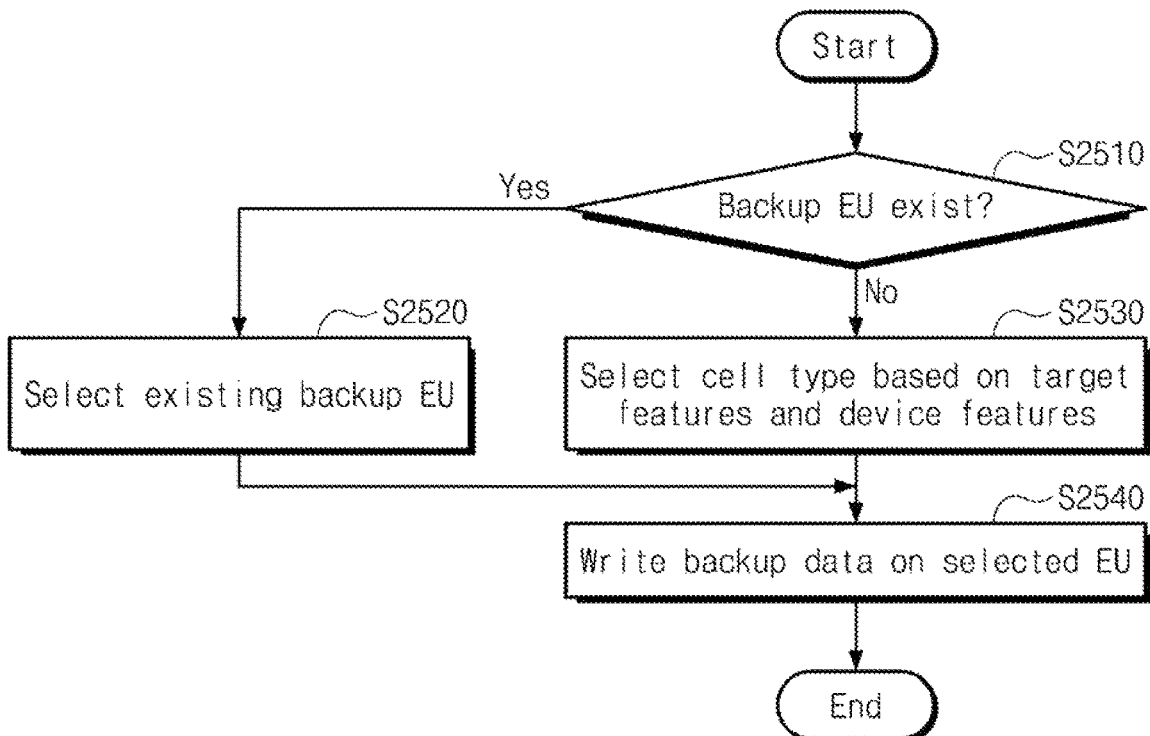 Start
S2510
Yes
Backup EU exist?
No
S2520
S2530
Select existing backup EU
Select cell type based on target
features and device features
S2540
Write backup data on selected EU
End